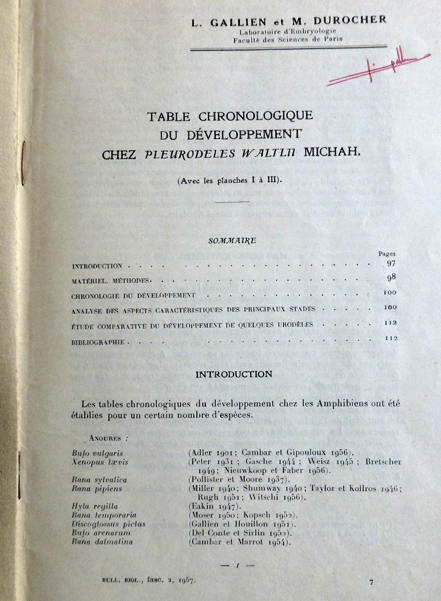 L. GALLIEN et M. DUROCHER
Laboratoire d'Embryologie
Faculté des Sciences de Paris
TABLE CHRONOLOGIQUE
DU DÉVELOPPEMENT
CHEZ PLEURODELES WALTLII MICHAH.
(Avec les planches I à III).
SOMMAIRE
Pages
INTRODUCTION . . . . 97
MATÉRIEL. MÉTHODES. . . . 98
CHRONOLOGIE DU DÉVELOPPEMENT . . . . 100
ANALYSE DES ASPECTS CARACTÉRISTIQUES DES PRINCIPAUX STADES . . . . 100
ÉTUDE COMPARATIVE DU DÉVELOPPEMENT DE QUELQUES URODÈLES . . . . 112
BIBLIOGRAPHIE . . . . 112
INTRODUCTION
Les tables chronologiques du développement chez les Amphibiens ont été
établies pour un certain nombre d'espèces.
ANOURES :
Bufo vulgaris (Adler 1901 ; Cambar et Gipouloux 1956).
Xenopus lævis (Peter 1931 ; Gasche 1944 ; Weisz 1945 ; Bretscher
1949 ; Nieuwkoop et Faber 1956).
Rana sylvatica (Pollister et Moore 1937).
Rana pipiens (Miller 1940; Shumway 1940; Taylor et Kollros 1946;
Rugh 1951 ; Witschi 1956).
Hyla regilla (Eakin 1947).
Rana temporaria (Moser 1950; Kopsch 1952).
Discoglossus pictus (Gallien et Houillon 1951).
Bufo arenarum (Del Conte et Sirlin 1952).
Rana dalmatina (Cambar et Marrot 1954).
— 1 —
BULL. BIOL., fasc. 2, 1957. 7